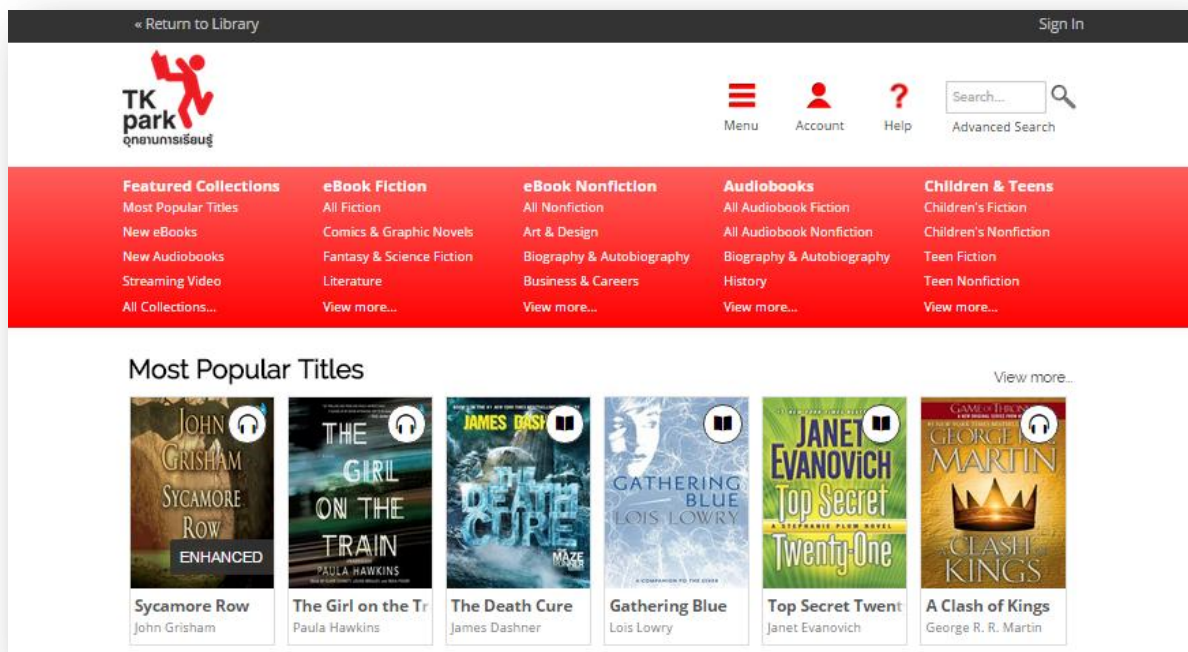 « Return to Library
Sign In
TK
park
อุทยานการเรียนรู้
Menu
Account
Help
Search...
Advanced Search
Featured Collections
Most Popular Titles
New eBooks
New Audiobooks
Streaming Video
All Collections...
eBook Fiction
All Fiction
Comics & Graphic Novels
Fantasy & Science Fiction
Literature
View more...
eBook Nonfiction
All Nonfiction
Art & Design
Biography & Autobiography
Business & Careers
View more...
Audiobooks
All Audiobook Fiction
All Audiobook Nonfiction
Biography & Autobiography
History
View more...
Children & Teens
Children's Fiction
Children's Nonfiction
Teen Fiction
Teen Nonfiction
View more...
Most Popular Titles
View more...
JOHN
GRISHAM
SYCAMORE
ROW
ENHANCED
Sycamore Row
John Grisham
THE
GIRL
ON THE
TRAIN
PAULA HAWKINS
The Girl on the Tr
Paula Hawkins
JAMES DASH
THE
DEATH
CURE
MAZE
RUNNER
The Death Cure
James Dashner
GATHERING
BLUE
LOIS LOWRY
A COMPANION TO THE GIVER
Gathering Blue
Lois Lowry
JANET
EVANOVICH
Top Secret
A STEPHANIE PLUM NOVEL
Twenty-One
Top Secret Twent
Janet Evanovich
GEORGE R.R.
MARTIN
A CLASH OF
KINGS
A Clash of Kings
George R. R. Martin